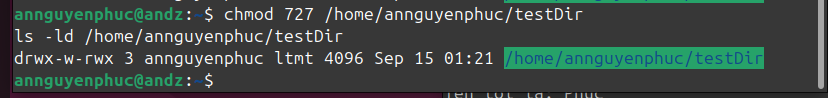 annguyenphuc@andz:~$ chmod 727 /home/annguyenphuc/testDir
ls -ld /home/annguyenphuc/testDir
drwx-w-rwx 3 annguyenphuc ltmt 4096 Sep 15 01:21 /home/annguyenphuc/testDir
annguyenphuc@andz:~$